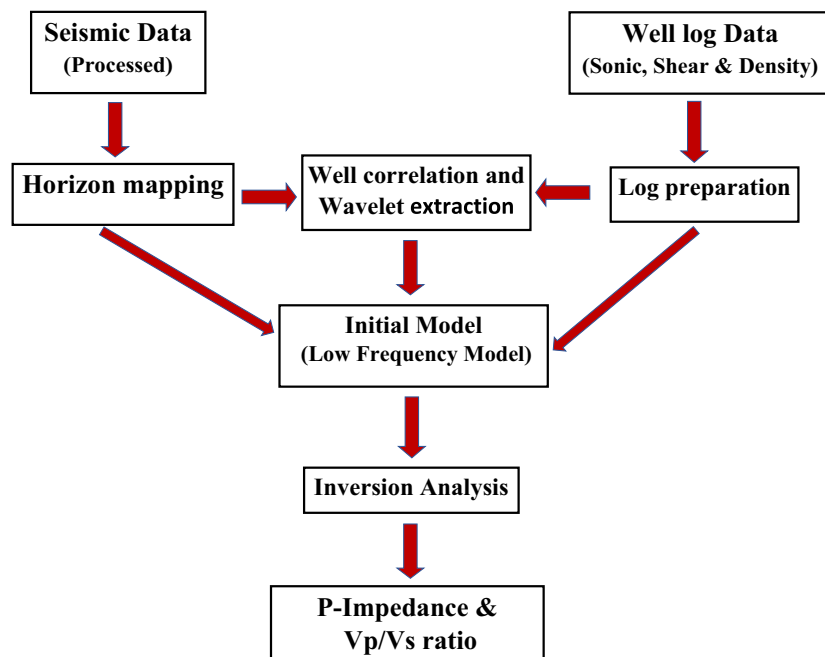 Seismic Data
(Processed)
Well log Data
(Sonic, Shear & Density)
Horizon mapping
Well correlation and
Wavelet extraction
Log preparation
Initial Model
(Low Frequency Model)
Inversion Analysis
P-Impedance &
Vp/Vs ratio